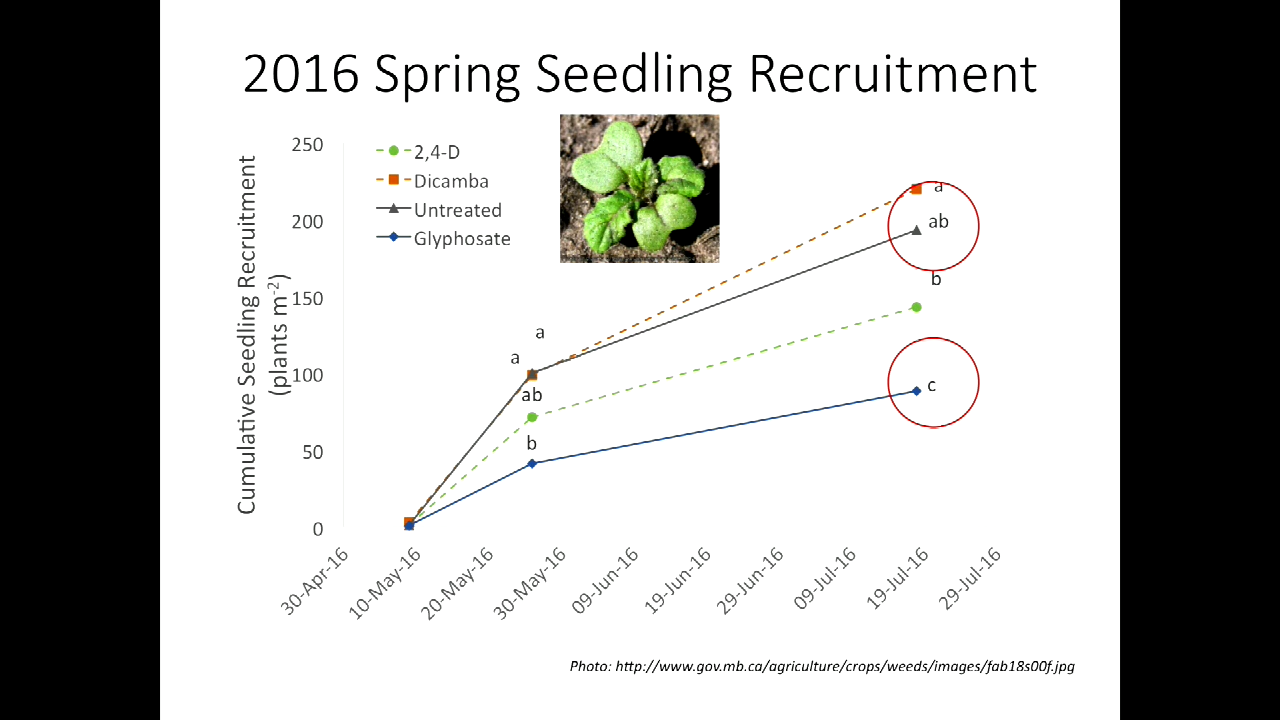 2016 Spring Seedling Recruitment
Cumulative Seedling Recruitment
(plants m⁻²)
250
200
150
100
50
0
2,4-D
Dicamba
Untreated
Glyphosate
a
a
ab
b
a
ab
b
c
30-Apr-16
10-May-16
20-May-16
30-May-16
09-Jun-16
19-Jun-16
29-Jun-16
09-Jul-16
19-Jul-16
29-Jul-16
Photo: http://www.gov.mb.ca/agriculture/crops/weeds/images/fab18s00f.jpg